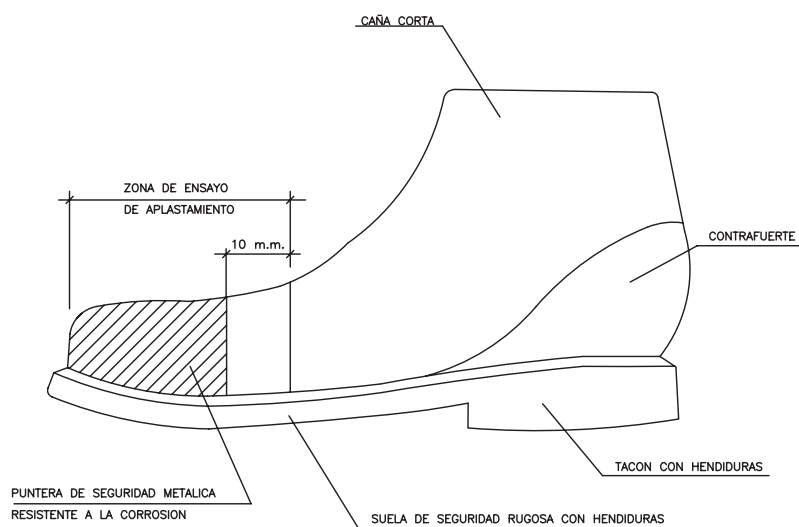 CAÑA CORTA
ZONA DE ENSAYO
DE APLASTAMIENTO
10 m.m.
CONTRAFUERTE
TACON CON HENDIDURAS
PUNTERA DE SEGURIDAD METALICA
RESISTENTE A LA CORROSION
SUELA DE SEGURIDAD RUGOSA CON HENDIDURAS